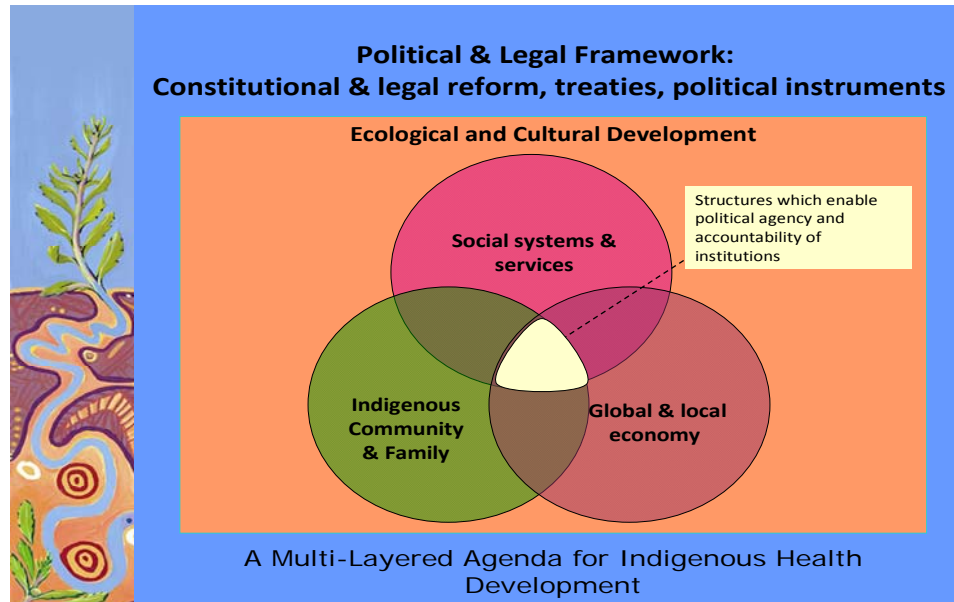 Political & Legal Framework:
Constitutional & legal reform, treaties, political instruments
Ecological and Cultural Development
Structures which enable
political agency and
accountability of
institutions
Social systems &
services
Indigenous
Community
& Family
Global & local
economy
A Multi-Layered Agenda for Indigenous Health
Development